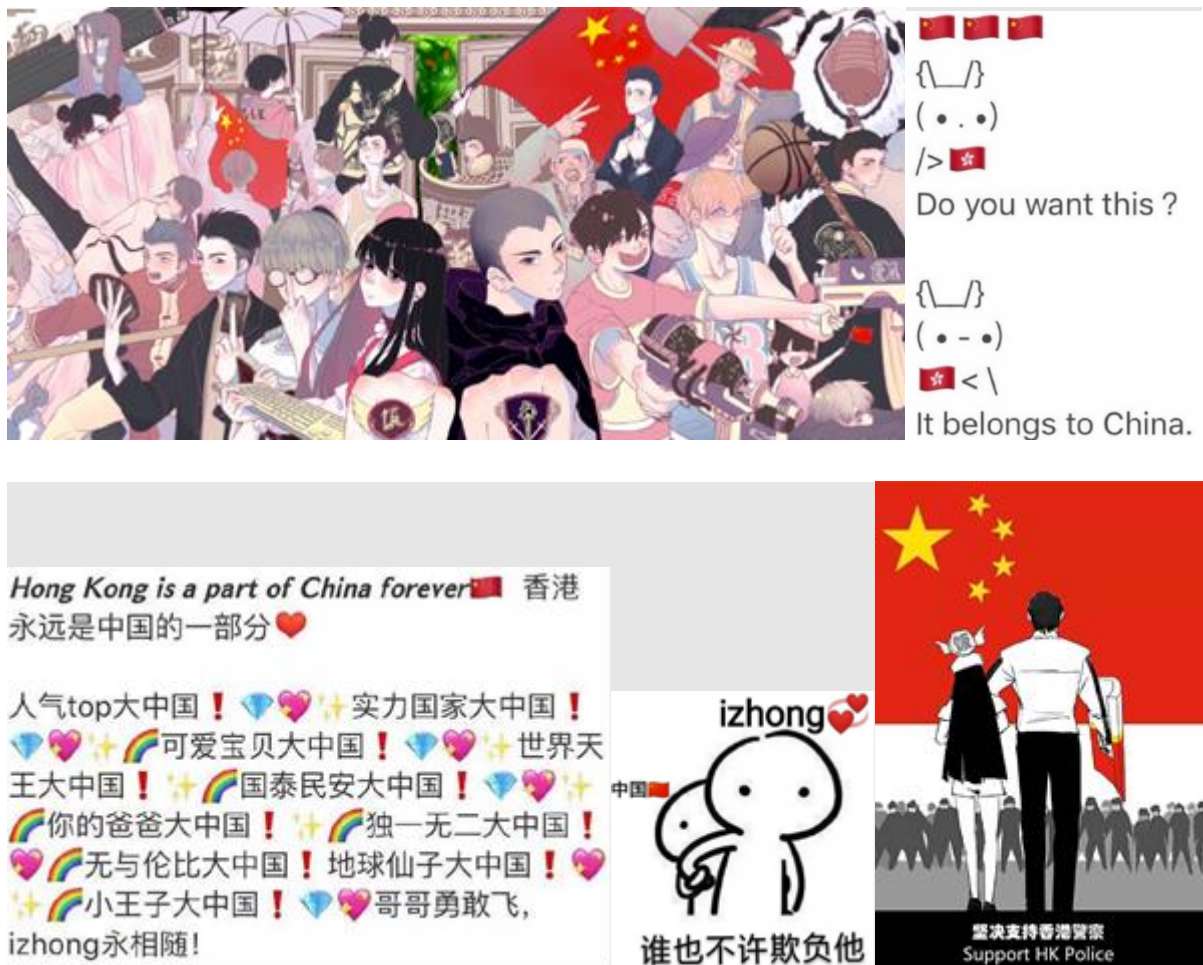 🇨🇳 🇨🇳 🇨🇳
{\__/}
( • . •)
/> 🇭🇰
Do you want this ?
{\__/}
( • - •)
🇭🇰 < \
It belongs to China.
Hong Kong is a part of China forever🇨🇳 香港
永远是中国的一部分❤️
人气top大中国❗💎💖✨实力国家大中国❗
💎💖✨🌈可爱宝贝大中国❗💎💖✨世界天
王大中国❗✨🌈国泰民安大中国❗💎💖✨
🌈你的爸爸大中国❗✨🌈独一无二大中国❗
💖🌈无与伦比大中国❗地球仙子大中国❗💖
✨🌈小王子大中国❗💎💖哥哥勇敢飞,
izhong永相随!
izhong💞
中国🇨🇳
谁也不许欺负他
坚决支持香港警察
Support HK Police